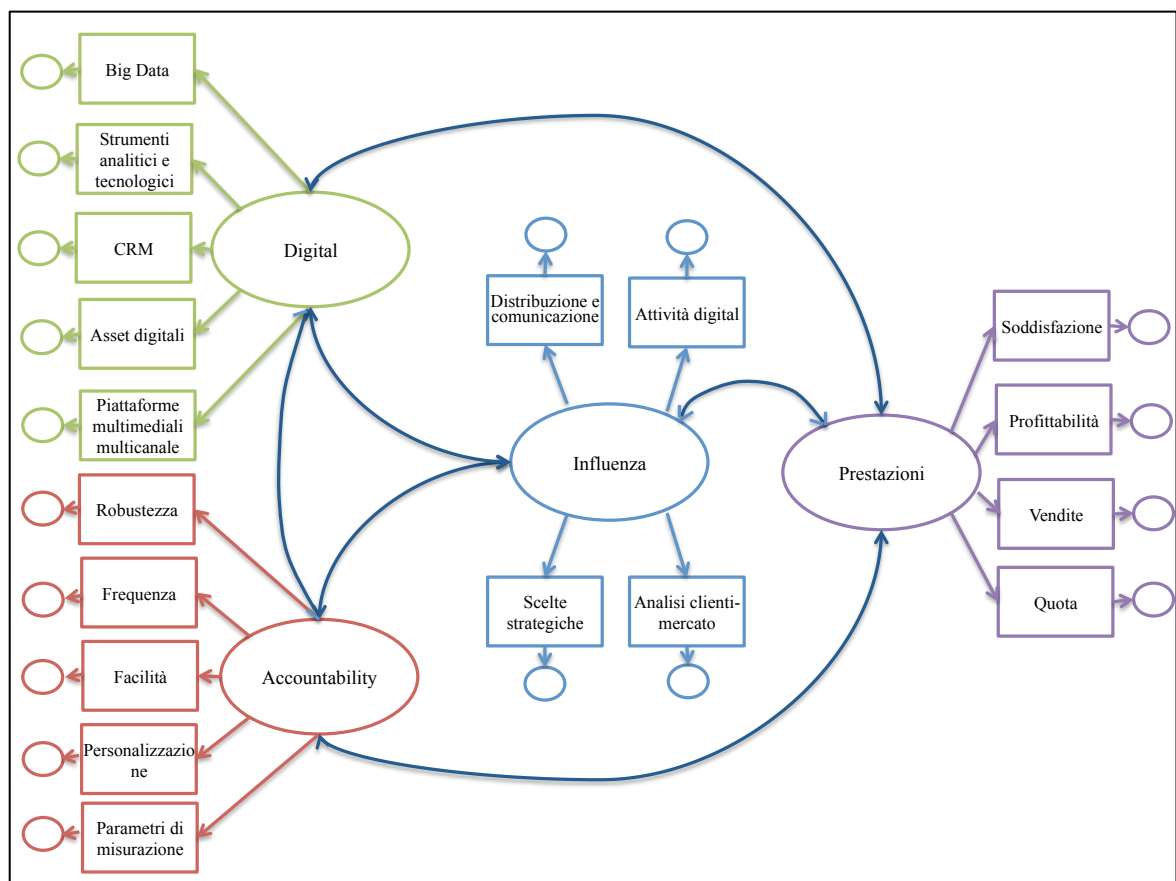 Big Data
Strumenti
analitici e
tecnologici
CRM
Digital
Asset digitali
Piattaforme
multimediali
multicanale
Robustezza
Frequenza
Facilità
Accountability
Personalizzazio
ne
Parametri di
misurazione
Distribuzione e
comunicazione
Attività digital
Influenza
Scelte
strategiche
Analisi clienti-
mercato
Prestazioni
Soddisfazione
Profittabilità
Vendite
Quota